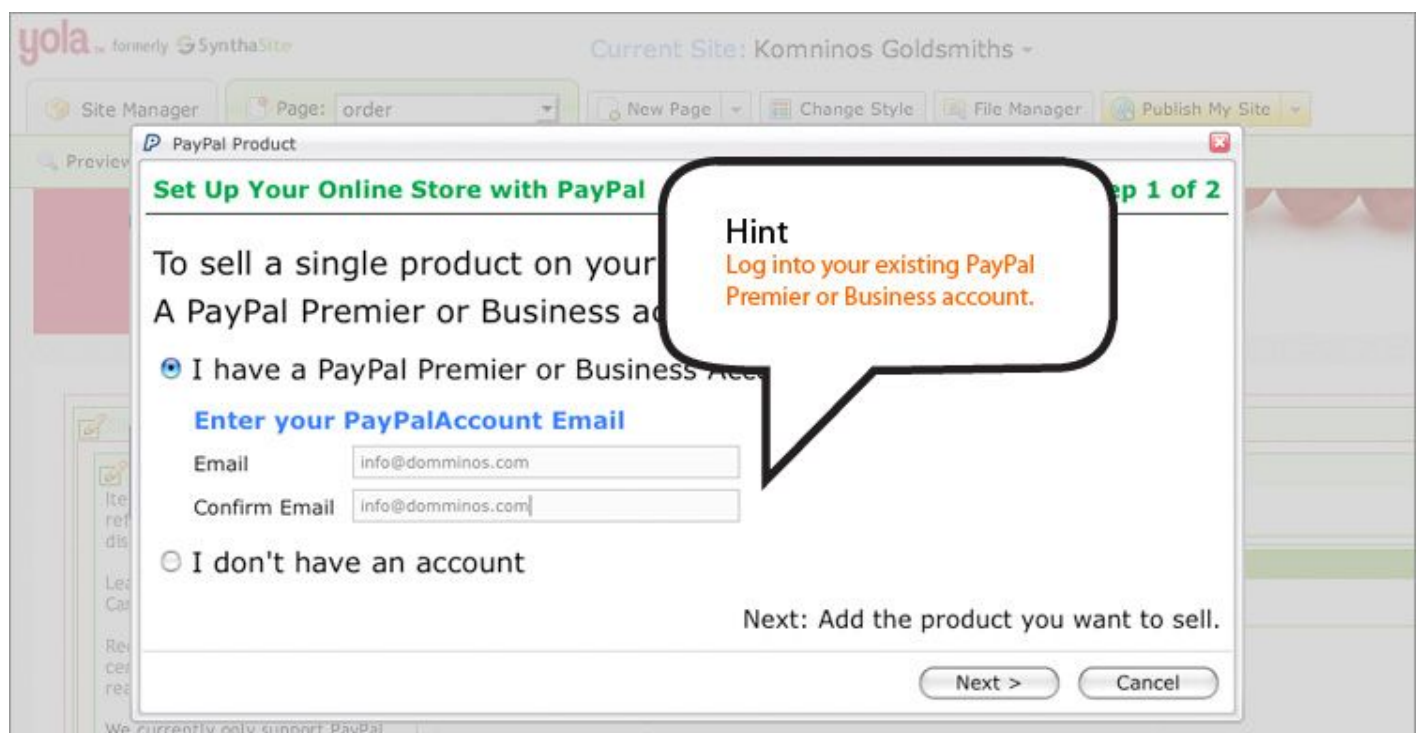 yola formerly SynthaSite
Current Site: Komninos Goldsmiths
Site Manager Page: order New Page Change Style File Manager Publish My Site
Preview
PayPal Product
Set Up Your Online Store with PayPal ep 1 of 2
Hint
Log into your existing PayPal
Premier or Business account.
To sell a single product on your
A PayPal Premier or Business
I have a PayPal Premier or Business
Enter your PayPalAccount Email
Email info@domminos.com
Confirm Email info@domminos.com
I don't have an account
Next: Add the product you want to sell.
Next > Cancel
We currently only support PayPal